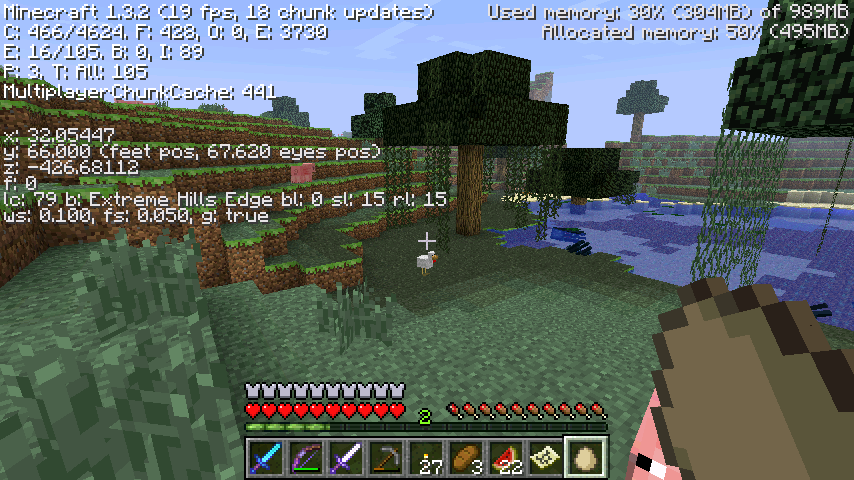 Minecraft 1.3.2 (19 fps, 18 chunk updates)
C: 466/4624, F: 428, O: 0, E: 3730
E: 16/105, B: 0, I: 89
P: 3, T: All: 105
MultiplayerChunkCache: 441
Used memory: 30% (304MB) of 989MB
Allocated memory: 50% (495MB)
x: 32.05447
y: 66.000 (feet pos, 67.620 eyes pos)
z: -426.68112
f: 0
lc: 79 b: Extreme Hills Edge bl: 0 sl: 15 rl: 15
ws: 0.100, fs: 0.050, g: true
2
27
3
22